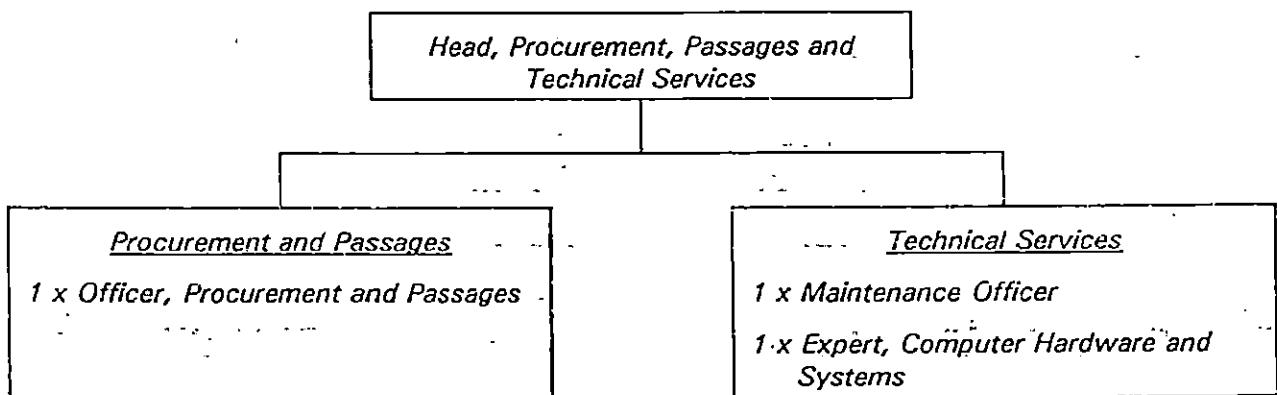 Head, Procurement, Passages and
Technical Services
Procurement and Passages
1 x Officer, Procurement and Passages
Technical Services
1 x Maintenance Officer
1 x Expert, Computer Hardware and
Systems